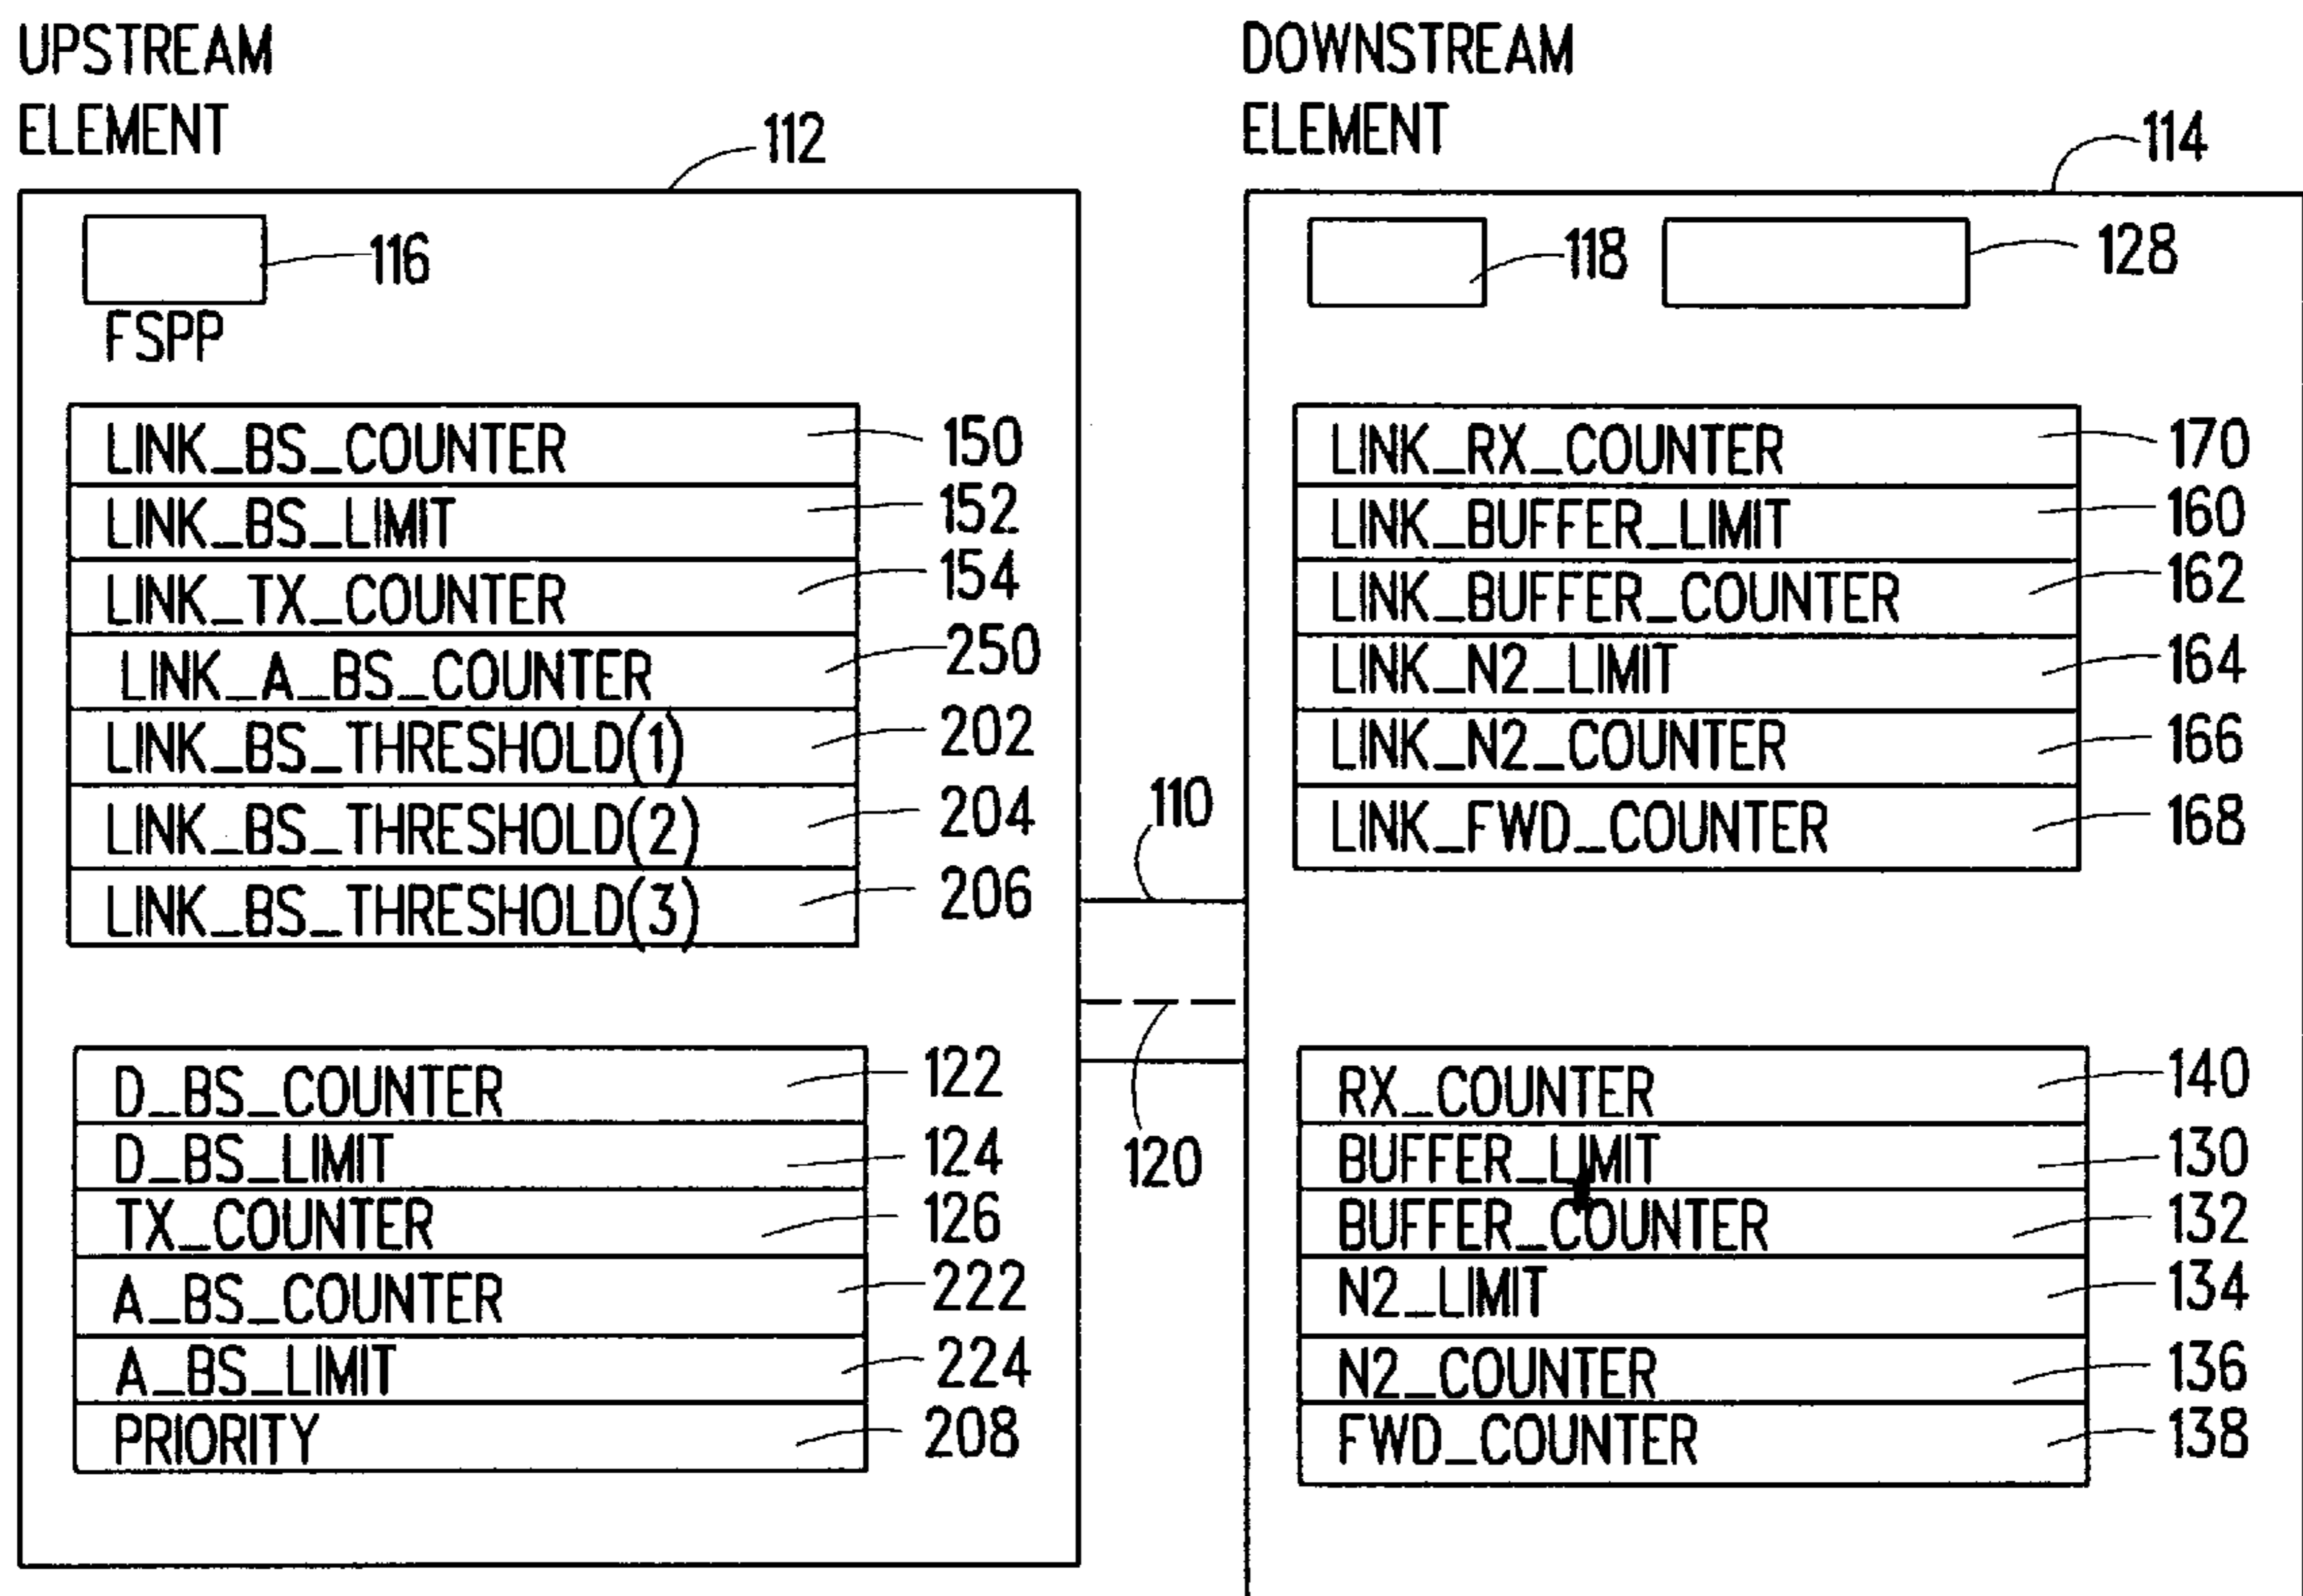 UPSTREAM
ELEMENT
112
116
FSPP
LINK_BS_COUNTER 150
LINK_BS_LIMIT 152
LINK_TX_COUNTER 154
LINK_A_BS_COUNTER 250
LINK_BS_THRESHOLD(1) 202
LINK_BS_THRESHOLD(2) 204
LINK_BS_THRESHOLD(3) 206
D_BS_COUNTER 122
D_BS_LIMIT 124
TX_COUNTER 126
A_BS_COUNTER 222
A_BS_LIMIT 224
PRIORITY 208
110
120
DOWNSTREAM
ELEMENT
114
118 128
LINK_RX_COUNTER 170
LINK_BUFFER_LIMIT 160
LINK_BUFFER_COUNTER 162
LINK_N2_LIMIT 164
LINK_N2_COUNTER 166
LINK_FWD_COUNTER 168
RX_COUNTER 140
BUFFER_LIMIT 130
BUFFER_COUNTER 132
N2_LIMIT 134
N2_COUNTER 136
FWD_COUNTER 138